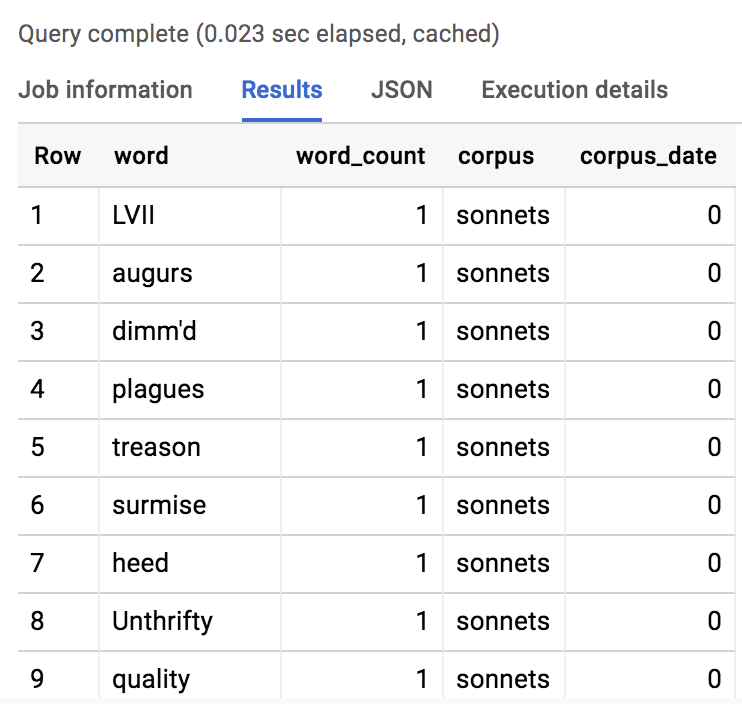 Query complete (0.023 sec elapsed, cached)
Job information Results JSON Execution details
Row word word_count corpus corpus_date
1 LVII 1 sonnets 0
2 augurs 1 sonnets 0
3 dimm'd 1 sonnets 0
4 plagues 1 sonnets 0
5 treason 1 sonnets 0
6 surmise 1 sonnets 0
7 heed 1 sonnets 0
8 Unthrifty 1 sonnets 0
9 quality 1 sonnets 0